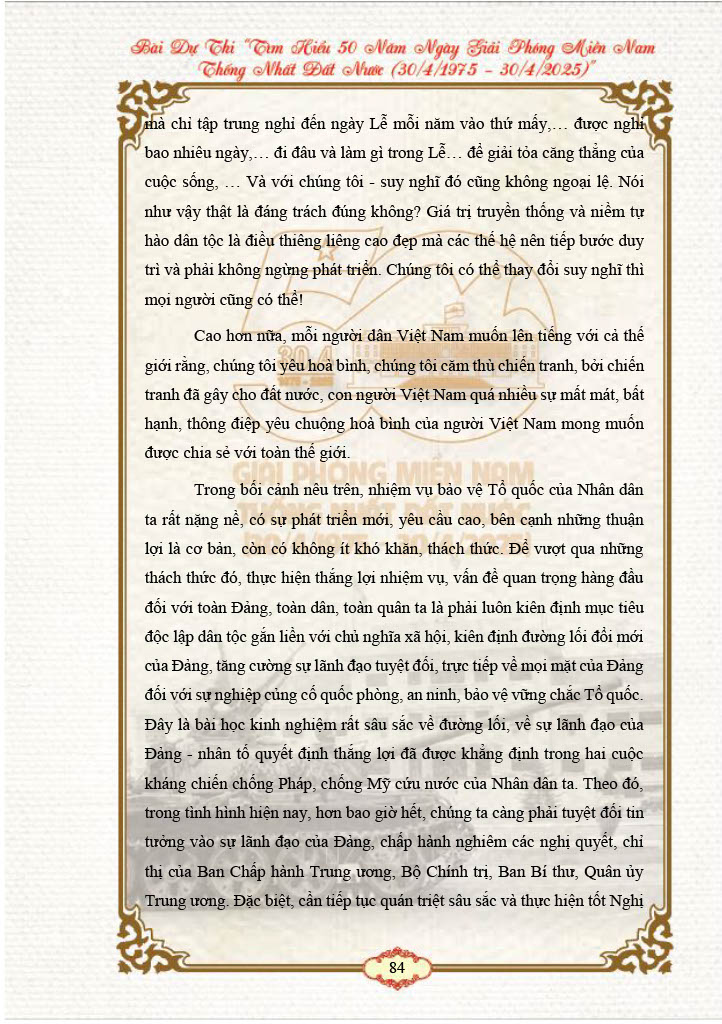 Bài Dự Thi "Tìm Hiểu 50 Năm Ngày Giải Phóng Miền Nam
Thống Nhất Đất Nước (30/4/1975 – 30/4/2025)"
mà chỉ tập trung nghĩ đến ngày Lễ mỗi năm vào thứ mấy,… được nghỉ
bao nhiêu ngày,… đi đâu và làm gì trong Lễ… để giải tỏa căng thẳng của
cuộc sống, … Và với chúng tôi - suy nghĩ đó cũng không ngoại lệ. Nói
như vậy thật là đáng trách đúng không? Giá trị truyền thống và niềm tự
hào dân tộc là điều thiêng liêng cao đẹp mà các thế hệ nên tiếp bước duy
trì và phải không ngừng phát triển. Chúng tôi có thể thay đổi suy nghĩ thì
mọi người cũng có thể!
Cao hơn nữa, mỗi người dân Việt Nam muốn lên tiếng với cả thế
giới rằng, chúng tôi yêu hoà bình, chúng tôi căm thù chiến tranh, bởi chiến
tranh đã gây cho đất nước, con người Việt Nam quá nhiều sự mất mát, bất
hạnh, thông điệp yêu chuộng hoà bình của người Việt Nam mong muốn
được chia sẻ với toàn thế giới.
Trong bối cảnh nêu trên, nhiệm vụ bảo vệ Tổ quốc của Nhân dân
ta rất nặng nề, có sự phát triển mới, yêu cầu cao, bên cạnh những thuận
lợi là cơ bản, còn có không ít khó khăn, thách thức. Để vượt qua những
thách thức đó, thực hiện thắng lợi nhiệm vụ, vấn đề quan trọng hàng đầu
đối với toàn Đảng, toàn dân, toàn quân ta là phải luôn kiên định mục tiêu
độc lập dân tộc gắn liền với chủ nghĩa xã hội, kiên định đường lối đổi mới
của Đảng, tăng cường sự lãnh đạo tuyệt đối, trực tiếp về mọi mặt của Đảng
đối với sự nghiệp củng cố quốc phòng, an ninh, bảo vệ vững chắc Tổ quốc.
Đây là bài học kinh nghiệm rất sâu sắc về đường lối, về sự lãnh đạo của
Đảng - nhân tố quyết định thắng lợi đã được khẳng định trong hai cuộc
kháng chiến chống Pháp, chống Mỹ cứu nước của Nhân dân ta. Theo đó,
trong tình hình hiện nay, hơn bao giờ hết, chúng ta càng phải tuyệt đối tin
tưởng vào sự lãnh đạo của Đảng, chấp hành nghiêm các nghị quyết, chỉ
thị của Ban Chấp hành Trung ương, Bộ Chính trị, Ban Bí thư, Quân ủy
Trung ương. Đặc biệt, cần tiếp tục quán triệt sâu sắc và thực hiện tốt Nghị
50
30.4
GIẢI PHÓNG MIỀN NAM
THỐNG NHẤT ĐẤT NƯỚC
(30/4/1975 - 30/4/2025)
84